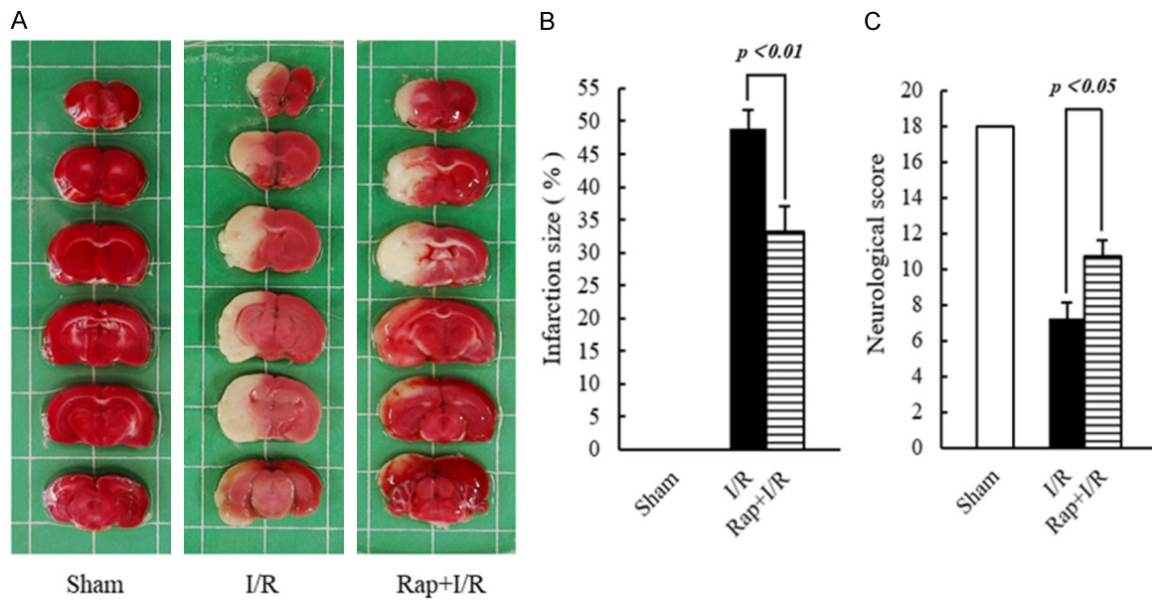 A
Sham
I/R
Rap+I/R
B
p <0.01
Infarction size ( % )
55
50
45
40
35
30
25
20
15
10
5
0
Sham
I/R
Rap+I/R
C
p <0.05
Neurological score
20
18
16
14
12
10
8
6
4
2
0
Sham
I/R
Rap+I/R